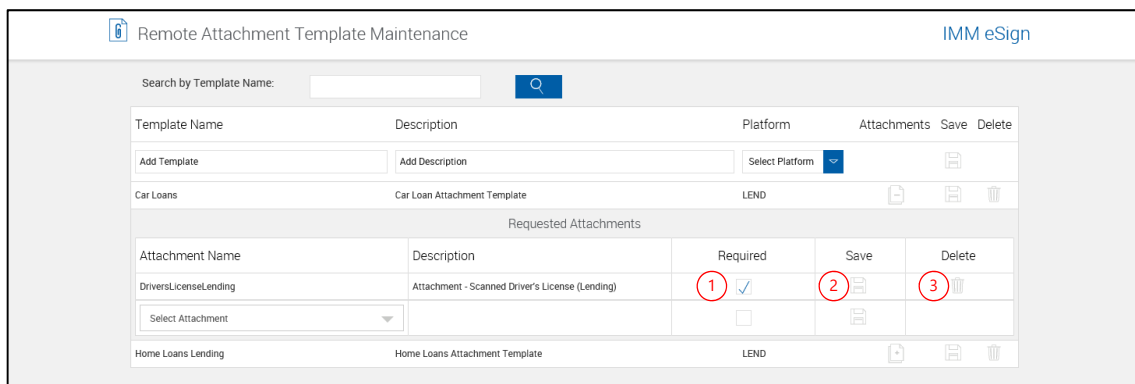 Remote Attachment Template Maintenance IMM eSign
Search by Template Name:
Template Name Description Platform Attachments Save Delete
Add Template Add Description Select Platform
Car Loans Car Loan Attachment Template LEND
Requested Attachments
Attachment Name Description Required Save Delete
DriversLicenseLending Attachment - Scanned Driver's License (Lending) 1 2 3
Select Attachment
Home Loans Lending Home Loans Attachment Template LEND